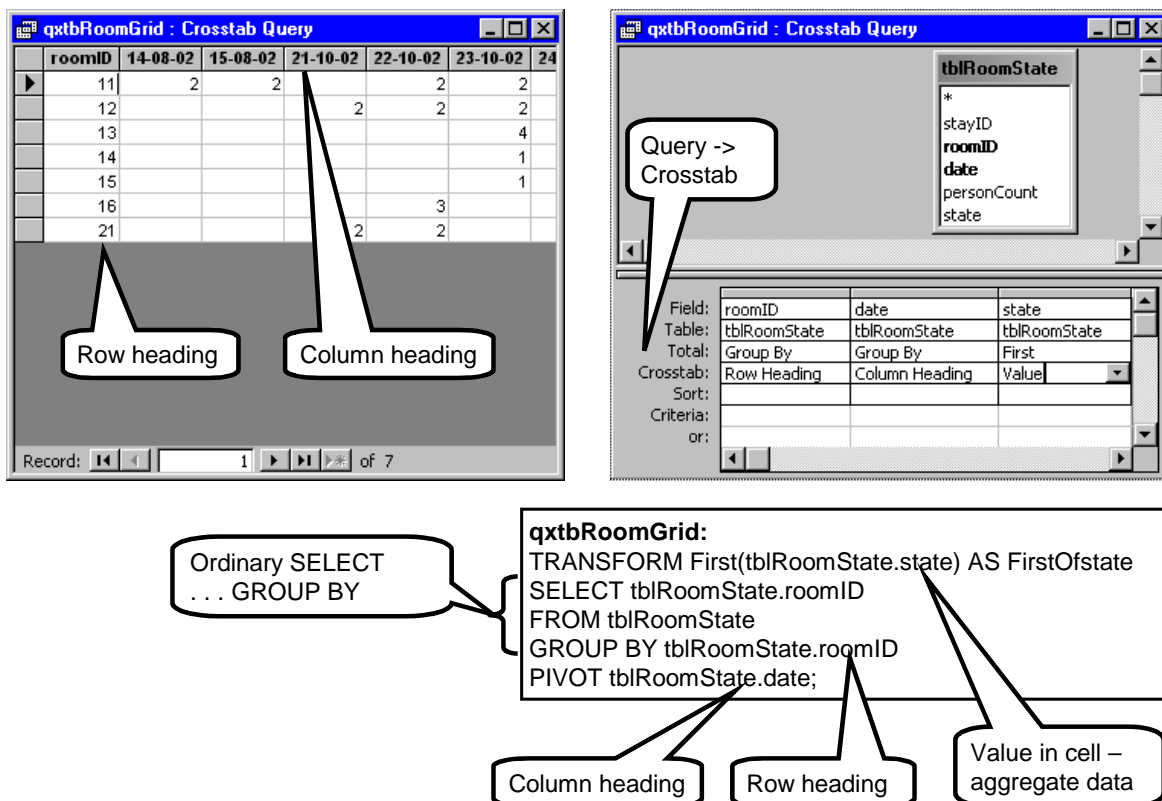 qxtbRoomGrid : Crosstab Query
roomID 14-08-02 15-08-02 21-10-02 22-10-02 23-10-02 24
11 2 2 2 2
12 2 2 2
13 4
14 1
15 1
16 3
21 2 2
Row heading
Column heading
Record: 1 of 7
qxtbRoomGrid : Crosstab Query
tblRoomState
*
stayID
roomID
date
personCount
state
Query ->
Crosstab
Field: roomID date state
Table: tblRoomState tblRoomState tblRoomState
Total: Group By Group By First
Crosstab: Row Heading Column Heading Value
Sort:
Criteria:
or:
Ordinary SELECT
. . . GROUP BY
qxtbRoomGrid:
TRANSFORM First(tblRoomState.state) AS FirstOfstate
SELECT tblRoomState.roomID
FROM tblRoomState
GROUP BY tblRoomState.roomID
PIVOT tblRoomState.date;
Column heading
Row heading
Value in cell –
aggregate data